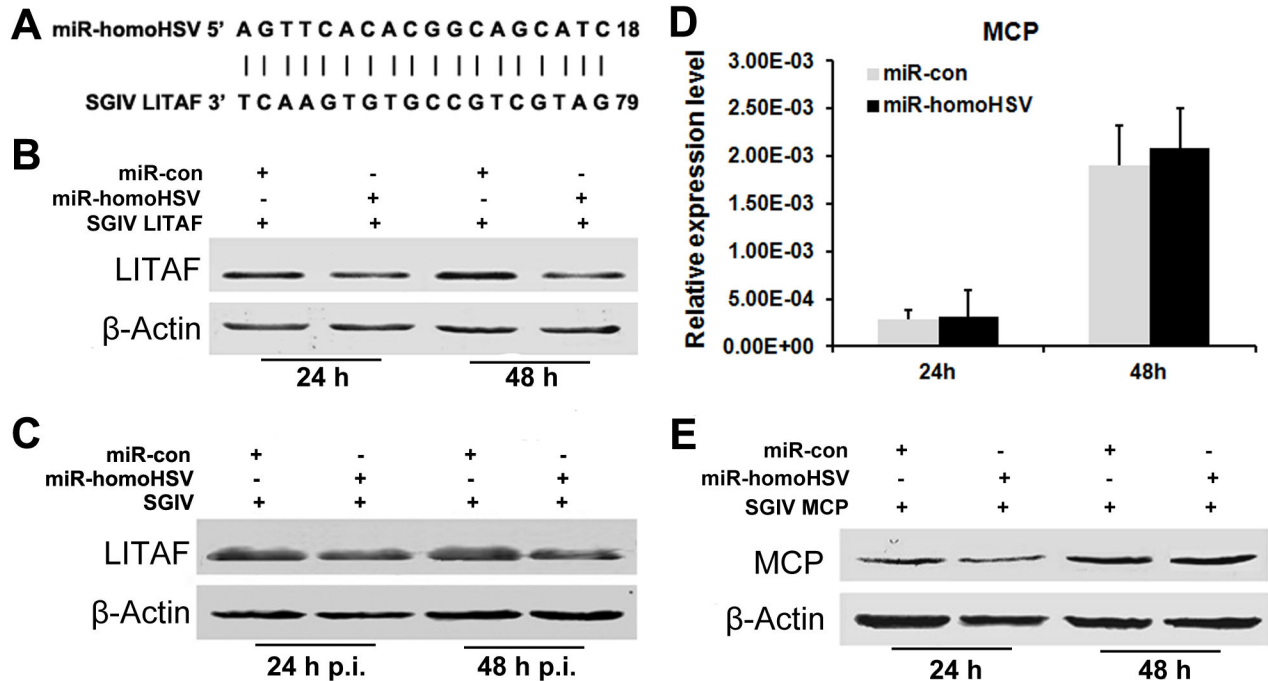 A
miR-homoHSV 5' A G T T C A C A C G G C A G C A T C 18
| | | | | | | | | | | | | | | | | |
SGIV LITAF 3' T C A A G T G T G C C G T C G T A G 79
B
miR-con + - + -
miR-homoHSV - + - +
SGIV LITAF + + + +
LITAF
β-Actin
24 h 48 h
C
miR-con + - + -
miR-homoHSV - + - +
SGIV + + + +
LITAF
β-Actin
24 h p.i. 48 h p.i.
D
MCP
Relative expression level
3.00E-03
2.50E-03
2.00E-03
1.50E-03
1.00E-03
5.00E-04
0.00E+00
miR-con
miR-homoHSV
24h 48h
E
miR-con + - + -
miR-homoHSV - + - +
SGIV MCP + + + +
MCP
β-Actin
24 h 48 h